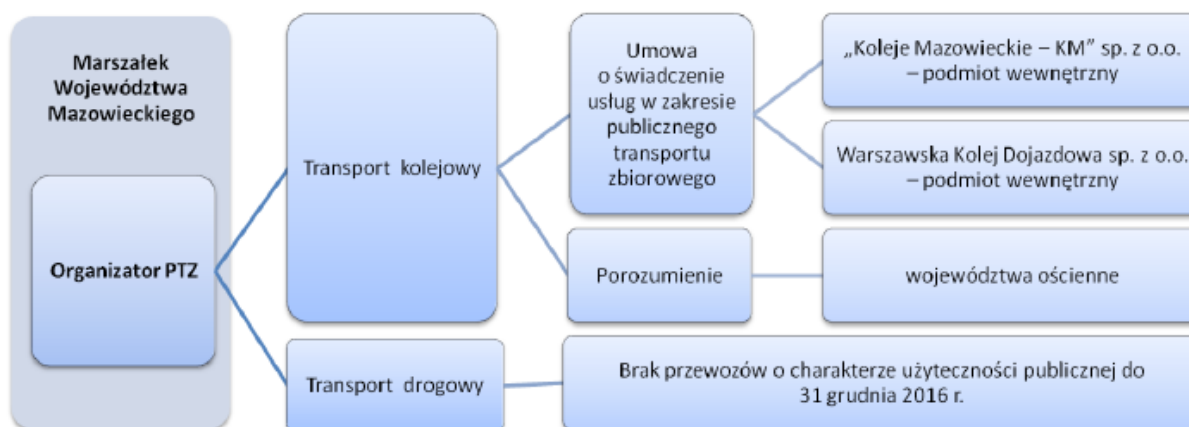 Marszałek
Województwa
Mazowieckiego
Organizator PTZ
Transport kolejowy
Umowa
o świadczenie
usług w zakresie
publicznego
transportu
zbiorowego
„Koleje Mazowieckie – KM” sp. z o.o.
– podmiot wewnętrzny
Warszawska Kolej Dojazdowa sp. z o.o.
– podmiot wewnętrzny
Porozumienie
województwa ościenne
Transport drogowy
Brak przewozów o charakterze użyteczności publicznej do
31 grudnia 2016 r.